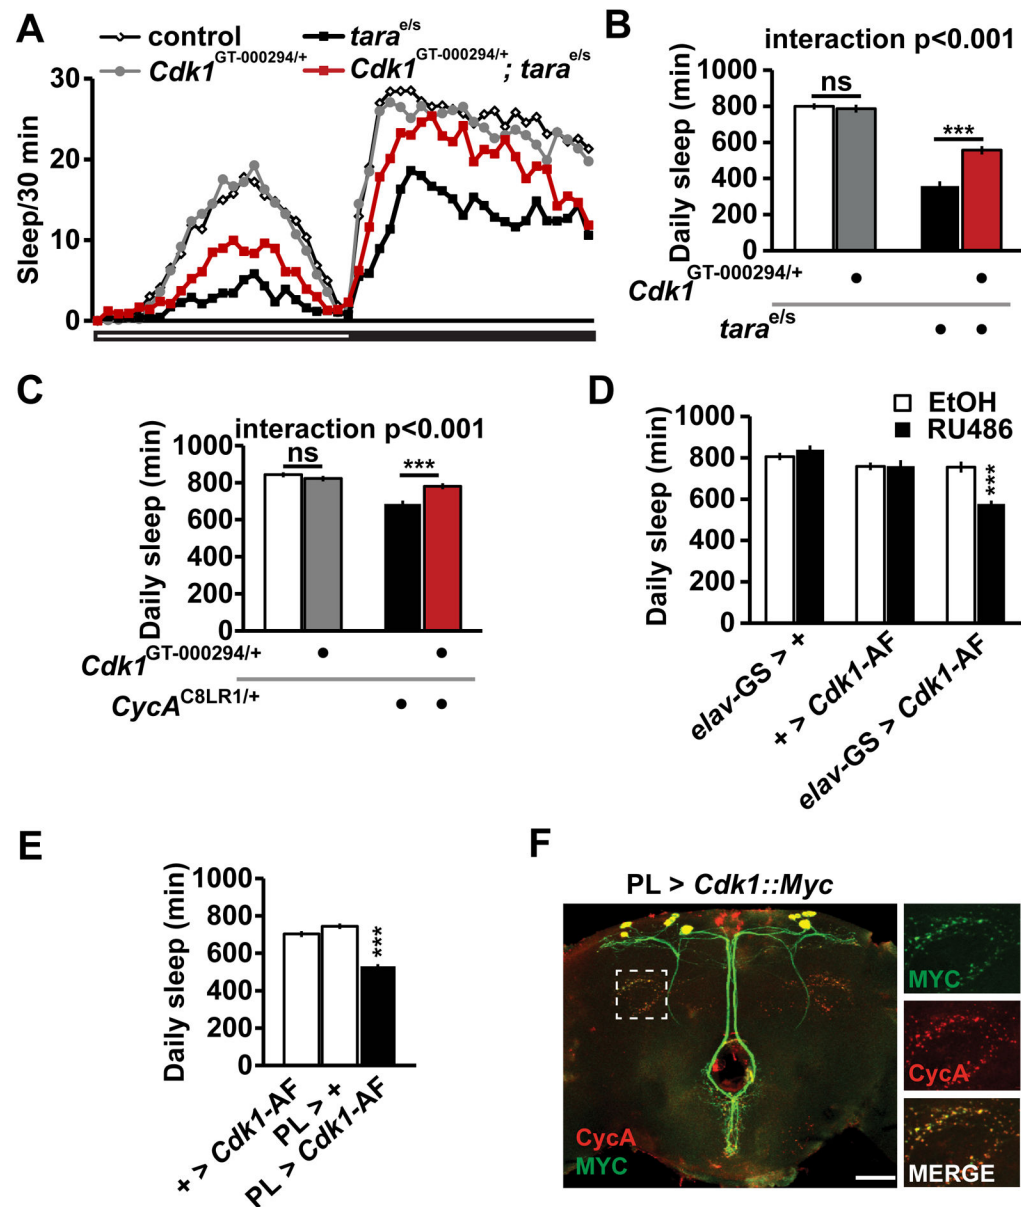 A
control
tara e/s
Cdk1 GT-000294/+
Cdk1 GT-000294/+ ; tara e/s
Sleep/30 min
30
20
10
0
B
interaction p<0.001
Daily sleep (min)
1000
800
600
400
200
0
ns
***
Cdk1 GT-000294/+
tara e/s
C
interaction p<0.001
Daily sleep (min)
1000
800
600
400
200
0
ns
***
Cdk1 GT-000294/+
CycA C8LR1/+
D
EtOH
RU486
Daily sleep (min)
1000
800
600
400
200
0
***
elav-GS > +
+ > Cdk1-AF
elav-GS > Cdk1-AF
E
Daily sleep (min)
1000
800
600
400
200
0
***
+ > Cdk1-AF
PL > +
PL > Cdk1-AF
F
PL > Cdk1::Myc
CycA
MYC
MYC
CycA
MERGE